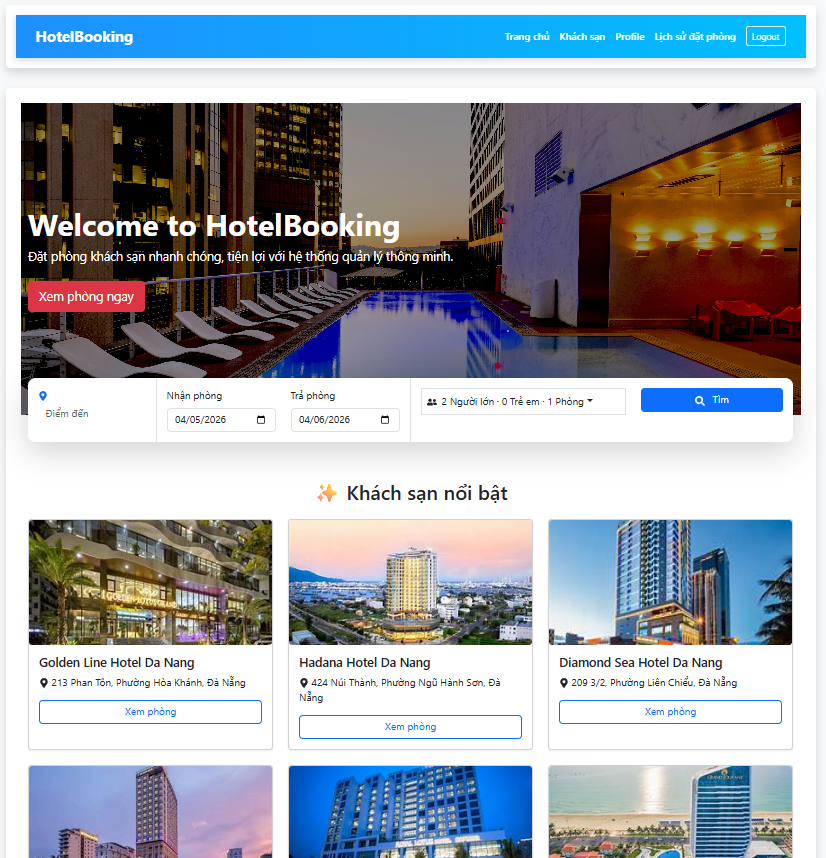 HotelBooking
Trang chủ Khách sạn Profile Lịch sử đặt phòng Logout
Welcome to HotelBooking
Đặt phòng khách sạn nhanh chóng, tiện lợi với hệ thống quản lý thông minh.
Xem phòng ngay
Điểm đến
Nhận phòng
04/05/2026
Trả phòng
04/06/2026
2 Người lớn · 0 Trẻ em · 1 Phòng
Tìm
✨ Khách sạn nổi bật
Golden Line Hotel Da Nang
213 Phan Tôn, Phường Hòa Khánh, Đà Nẵng
Xem phòng
Hadana Hotel Da Nang
424 Núi Thành, Phường Ngũ Hành Sơn, Đà
Nẵng
Xem phòng
Diamond Sea Hotel Da Nang
209 3/2, Phường Liên Chiểu, Đà Nẵng
Xem phòng